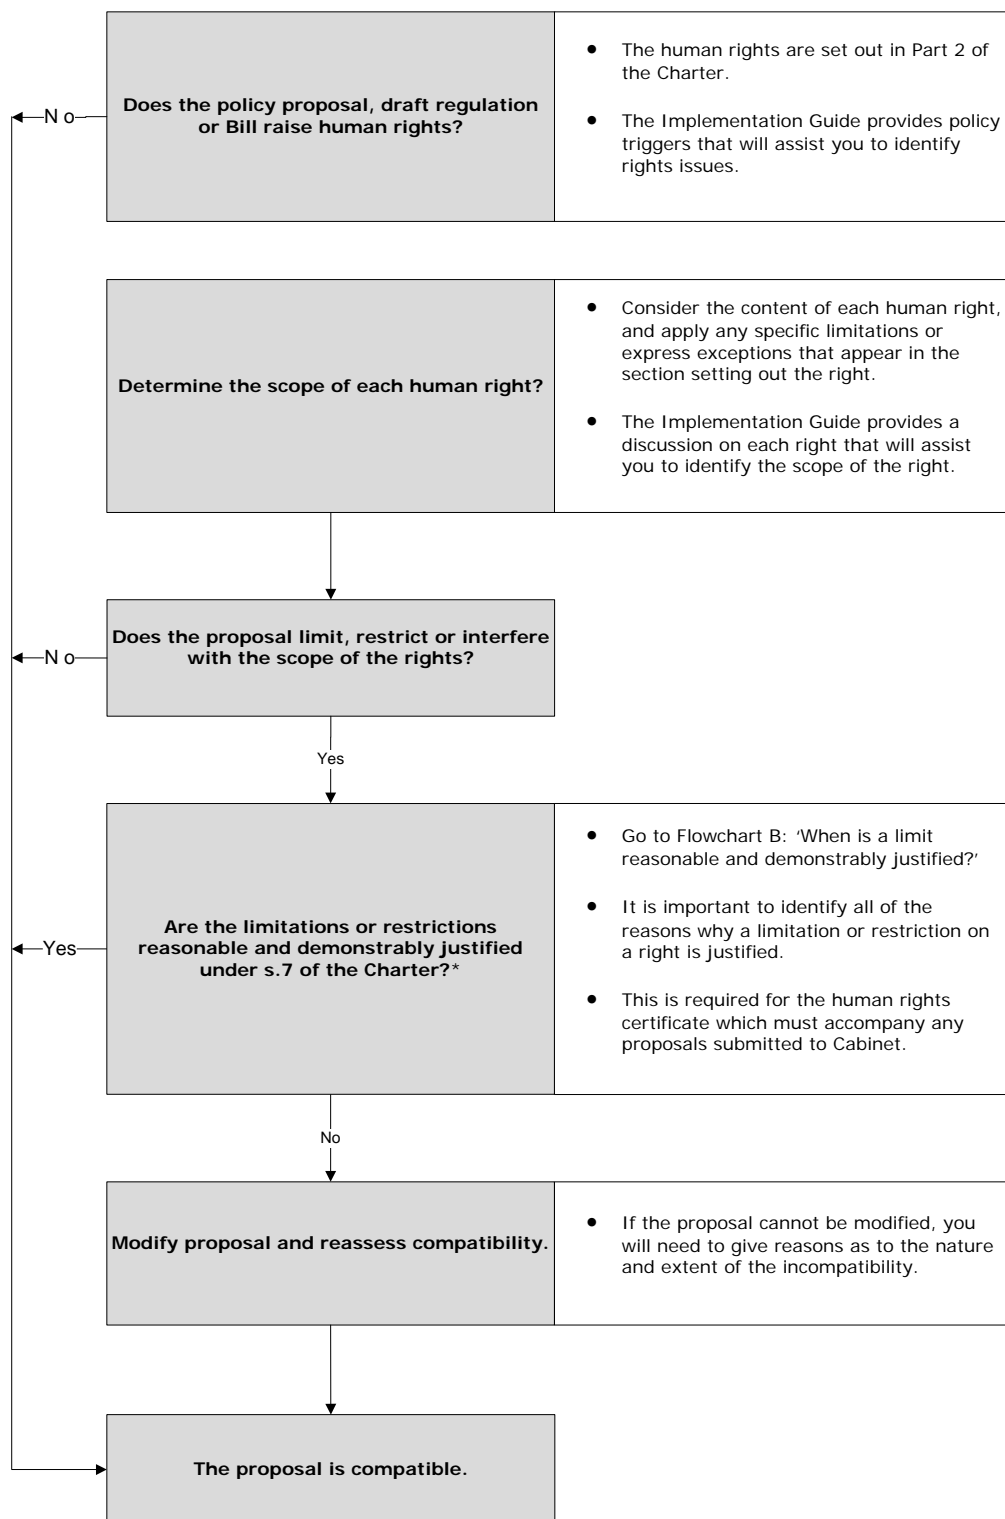 Does the policy proposal, draft regulation
or Bill raise human rights?
• The human rights are set out in Part 2 of
the Charter.
• The Implementation Guide provides policy
triggers that will assist you to identify
rights issues.
N o
Determine the scope of each human right?
• Consider the content of each human right,
and apply any specific limitations or
express exceptions that appear in the
section setting out the right.
• The Implementation Guide provides a
discussion on each right that will assist
you to identify the scope of the right.
Does the proposal limit, restrict or interfere
with the scope of the rights?
N o
Yes
Are the limitations or restrictions
reasonable and demonstrably justified
under s.7 of the Charter?*
• Go to Flowchart B: ‘When is a limit
reasonable and demonstrably justified?’
• It is important to identify all of the
reasons why a limitation or restriction on
a right is justified.
• This is required for the human rights
certificate which must accompany any
proposals submitted to Cabinet.
Yes
No
Modify proposal and reassess compatibility.
• If the proposal cannot be modified, you
will need to give reasons as to the nature
and extent of the incompatibility.
The proposal is compatible.